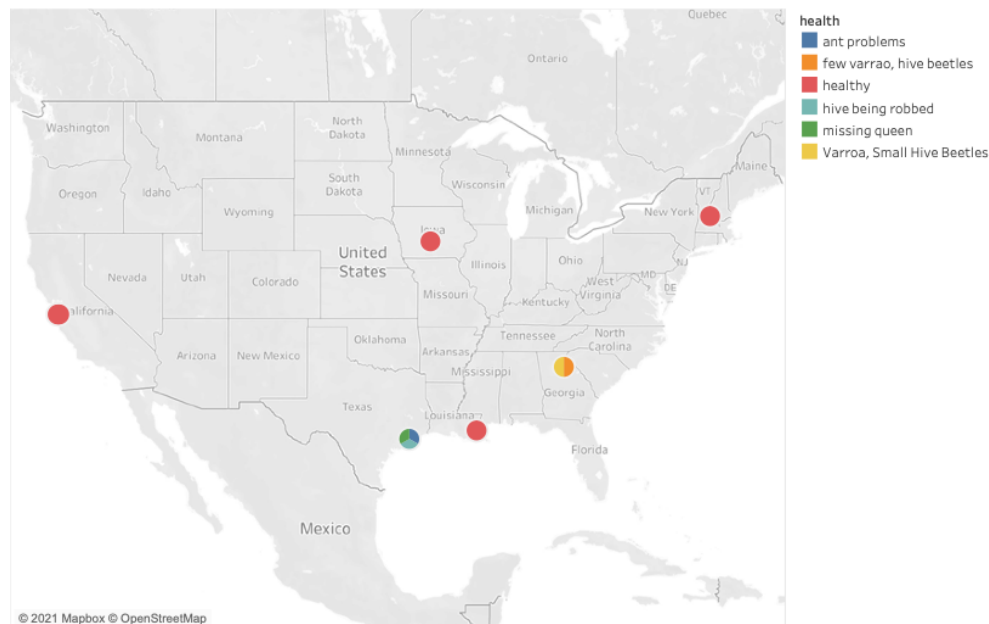 Quebec
Ontario
Washington
Montana
North
Dakota
Minnesota
Maine
Oregon
Idaho
South
Dakota
Wisconsin
VT
Wyoming
Michigan
New York
Iowa
United
States
Nevada
Utah
Colorado
Illinois
Ohio
NJ
MD
DE
West
Virginia
Missouri
Kentucky
California
Oklahoma
Tennessee
North
Carolina
Arizona
New Mexico
Arkansas
Mississippi
Georgia
Texas
Louisiana
Florida
Mexico
© 2021 Mapbox © OpenStreetMap
health
ant problems
few varrao, hive beetles
healthy
hive being robbed
missing queen
Varroa, Small Hive Beetles